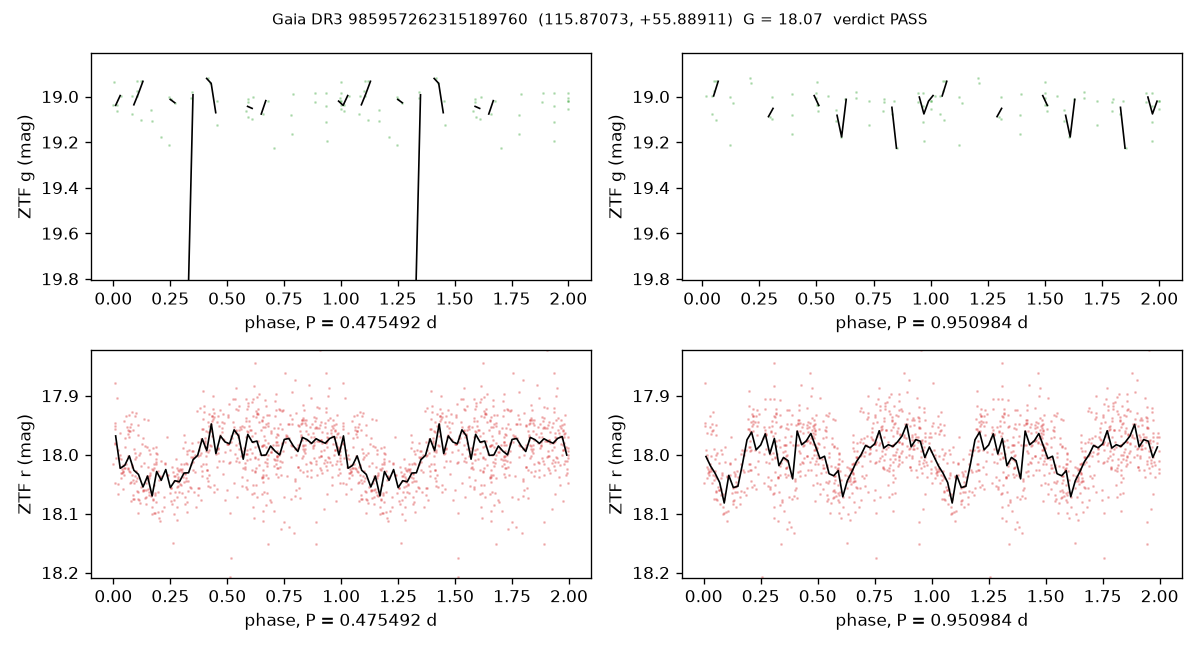 Gaia DR3 985957262315189760 (115.87073, +55.88911) G = 18.07 verdict PASS
ZTF g (mag)
19.0
19.2
19.4
19.6
19.8
0.00 0.25 0.50 0.75 1.00 1.25 1.50 1.75 2.00
phase, P = 0.475492 d
ZTF g (mag)
19.0
19.2
19.4
19.6
19.8
0.00 0.25 0.50 0.75 1.00 1.25 1.50 1.75 2.00
phase, P = 0.950984 d
ZTF r (mag)
17.9
18.0
18.1
18.2
0.00 0.25 0.50 0.75 1.00 1.25 1.50 1.75 2.00
phase, P = 0.475492 d
ZTF r (mag)
17.9
18.0
18.1
18.2
0.00 0.25 0.50 0.75 1.00 1.25 1.50 1.75 2.00
phase, P = 0.950984 d